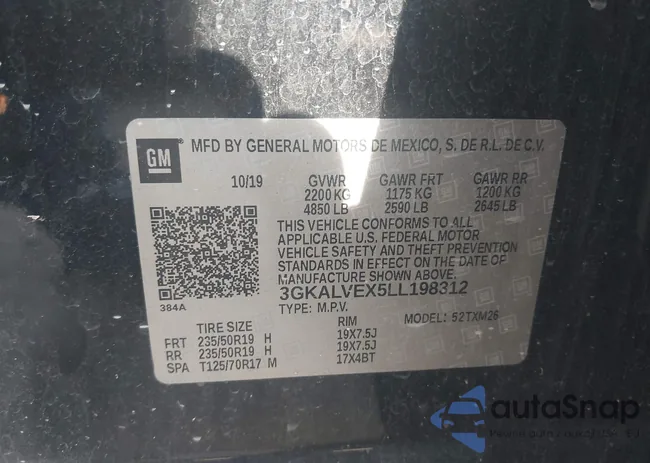 GM
MFD BY GENERAL MOTORS DE MEXICO, S. DE R.L. DE C.V.
10/19 GVWR GAWR FRT GAWR RR
2200 KG 1175 KG 1200 KG
4850 LB 2590 LB 2645 LB
THIS VEHICLE CONFORMS TO ALL
APPLICABLE U.S. FEDERAL MOTOR
VEHICLE SAFETY AND THEFT PREVENTION
STANDARDS IN EFFECT ON THE DATE OF
MANUFACTURE SHOWN ABOVE.
384A
3GKALVEX5LL198312
TYPE: M.P.V. MODEL: 52TXM26
TIRE SIZE RIM
FRT 235/50R19 H 19X7.5J
RR 235/50R19 H 19X7.5J
SPA T125/70R17 M 17X4BT
autoSnap